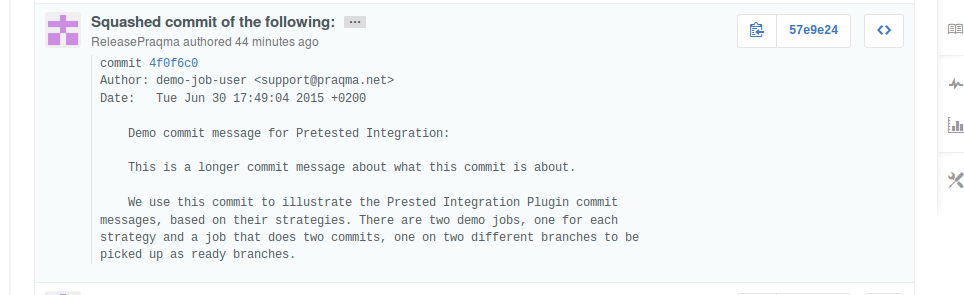 Squashed commit of the following: ...
57e9e24 <>
ReleasePraqma authored 44 minutes ago
commit 4f0f6c0
Author: demo-job-user <support@praqma.net>
Date: Tue Jun 30 17:49:04 2015 +0200
Demo commit message for Pretested Integration:
This is a longer commit message about what this commit is about.
We use this commit to illustrate the Prested Integration Plugin commit
messages, based on their strategies. There are two demo jobs, one for each
strategy and a job that does two commits, one on two different branches to be
picked up as ready branches.